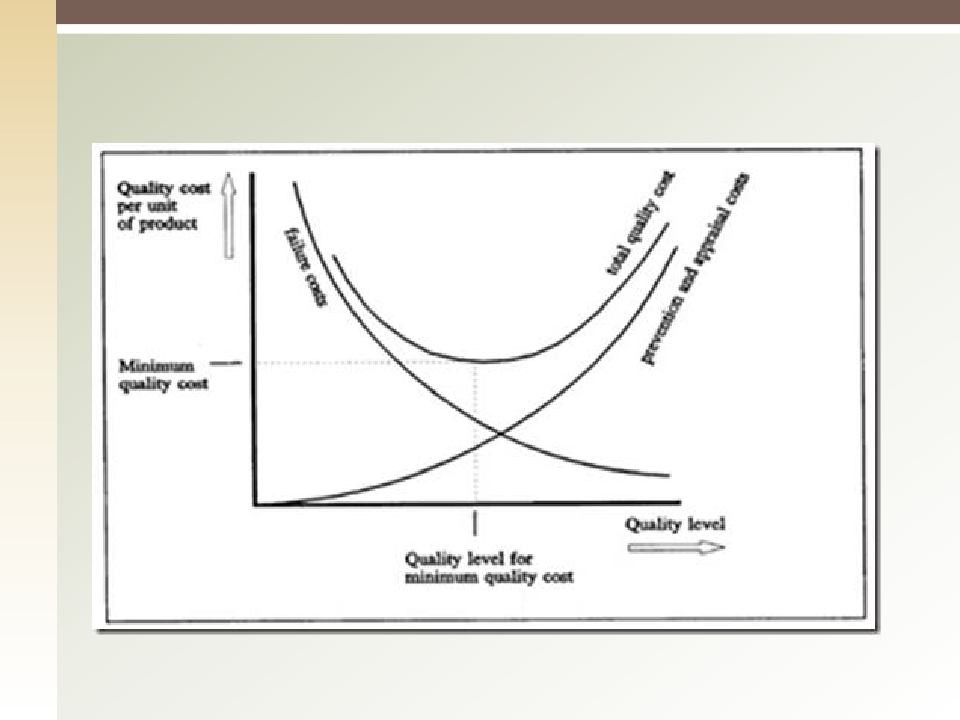 Quality cost
per unit
of product
failure costs
total quality cost
prevention and appraisal costs
Minimum
quality cost
Quality level
Quality level for
minimum quality cost